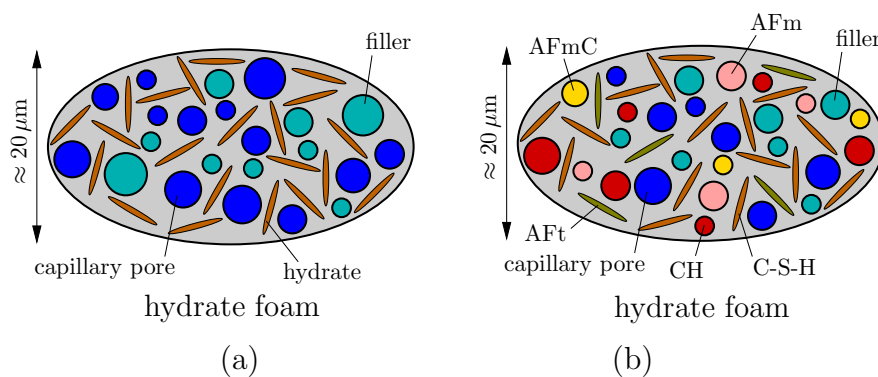 filler
≈ 20 μm
capillary pore
hydrate
hydrate foam
(a)
AFm
AFmC
filler
≈ 20 μm
AFt
capillary pore
CH
C-S-H
hydrate foam
(b)